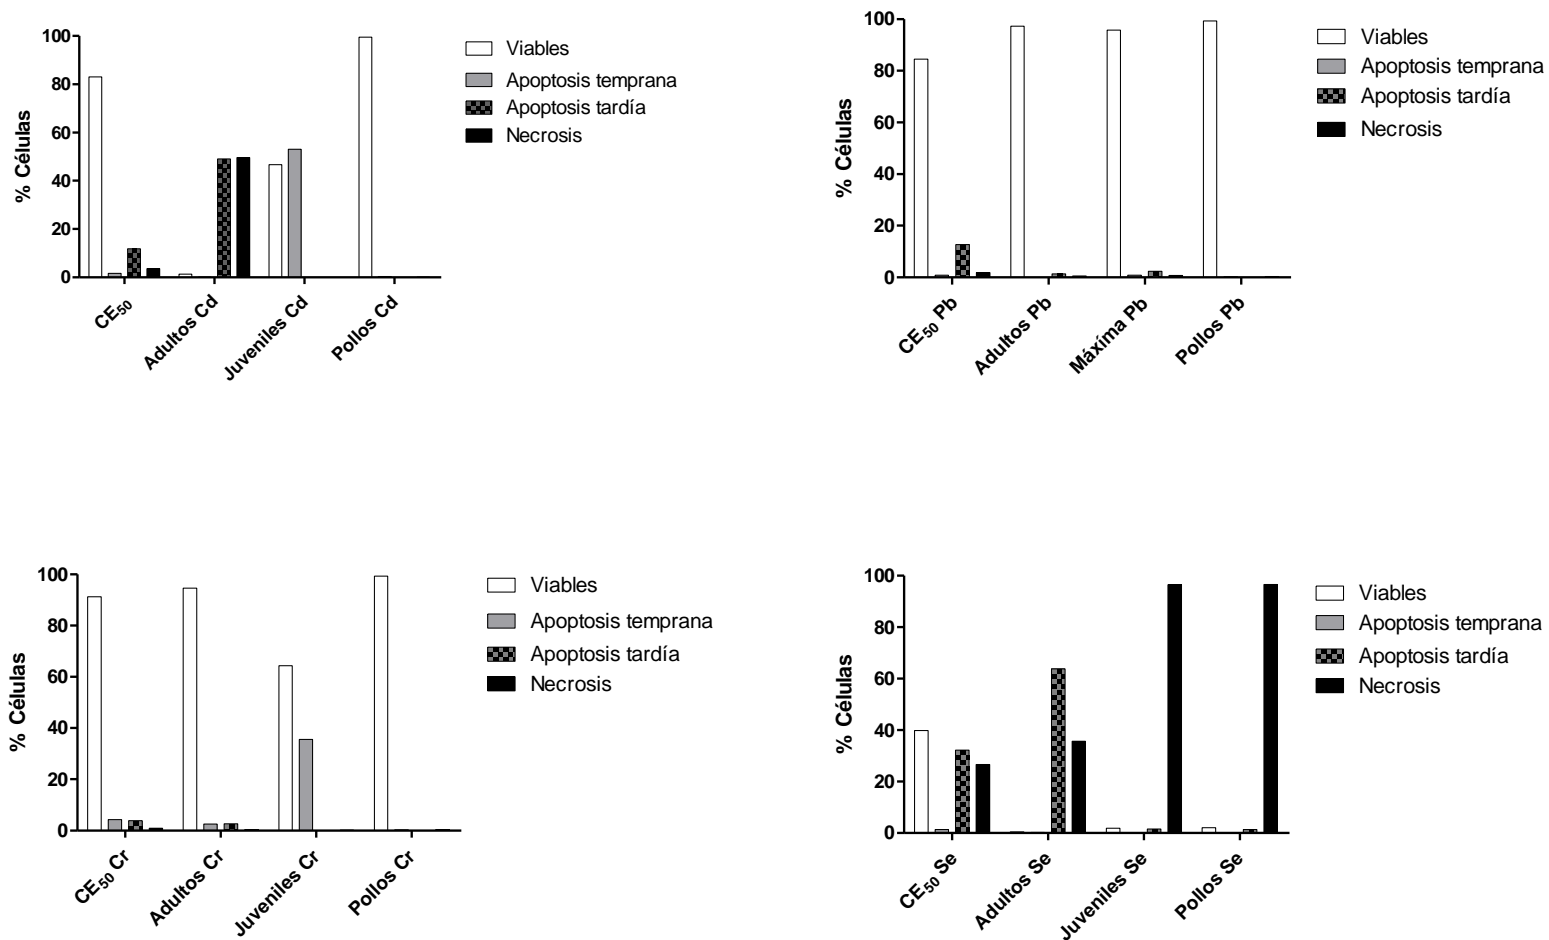 100
80
60
40
20
0
% Células
CE50
Adultos Cd
Juveniles Cd
Pollos Cd
Viables
Apoptosis temprana
Apoptosis tardía
Necrosis
100
80
60
40
20
0
% Células
CE50 Pb
Adultos Pb
Máxíma Pb
Pollos Pb
Viables
Apoptosis temprana
Apoptosis tardía
Necrosis
100
80
60
40
20
0
% Células
CE50 Cr
Adultos Cr
Juveniles Cr
Pollos Cr
Viables
Apoptosis temprana
Apoptosis tardía
Necrosis
100
80
60
40
20
0
% Células
CE50 Se
Adultos Se
Juveniles Se
Pollos Se
Viables
Apoptosis temprana
Apoptosis tardía
Necrosis